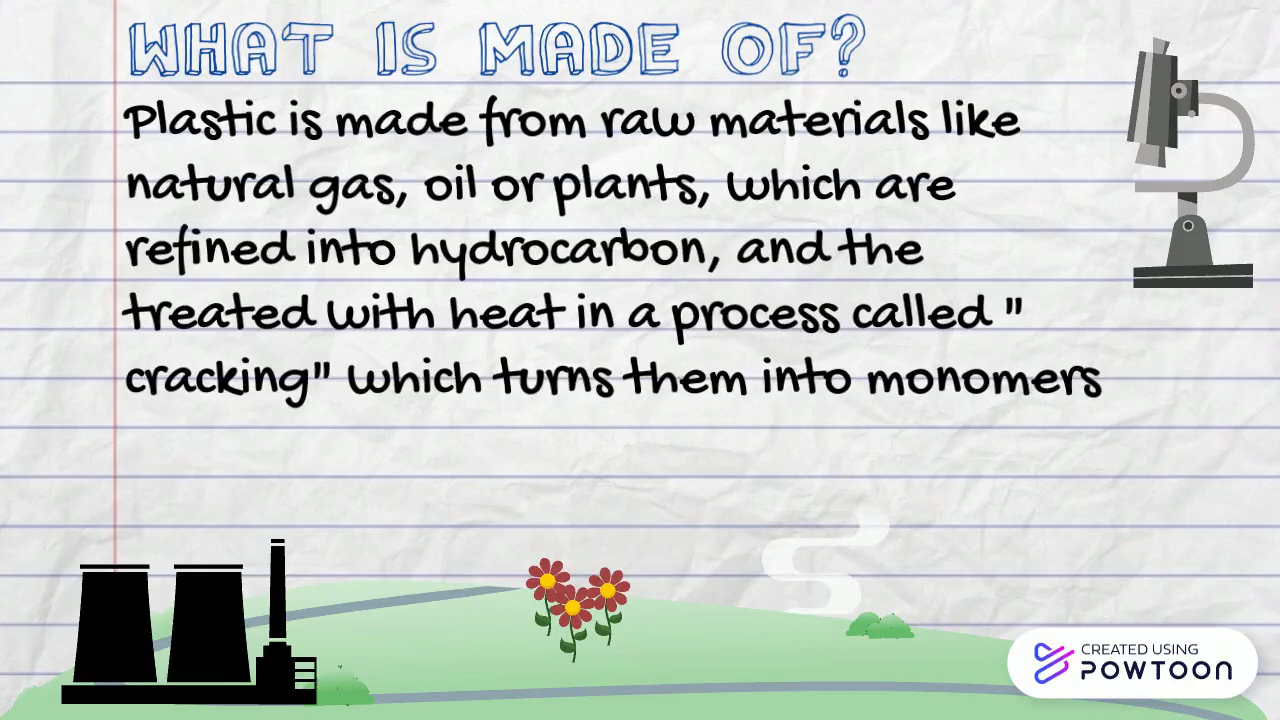 WHAT IS MADE OF?
Plastic is made from raw materials like
natural gas, oil or plants, which are
refined into hydrocarbon, and the
treated with heat in a process called "
cracking" which turns them into monomers
CREATED USING
POWTOON